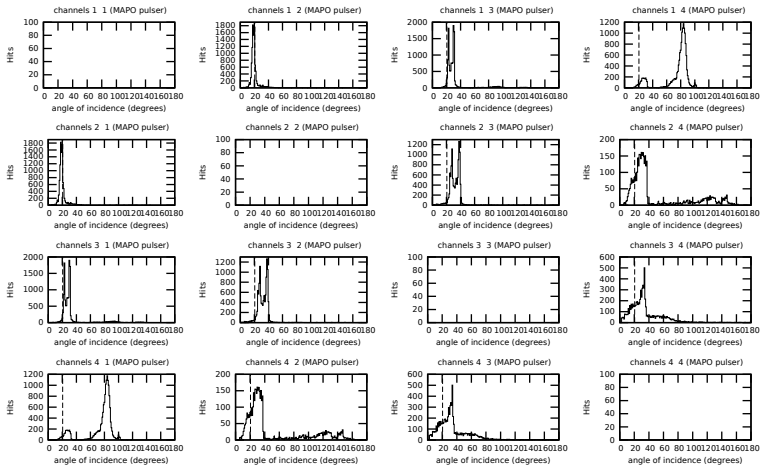 channels 1 1 (MAPO pulser)
channels 1 2 (MAPO pulser)
channels 1 3 (MAPO pulser)
channels 1 4 (MAPO pulser)
Hits
100
80
60
40
20
0
0 20 40 60 80 100120140160180
angle of incidence (degrees)
Hits
1800
1600
1400
1200
1000
800
600
400
200
0
0 20 40 60 80 100120140160180
angle of incidence (degrees)
Hits
2000
1500
1000
500
0
0 20 40 60 80 100120140160180
angle of incidence (degrees)
Hits
1200
1000
800
600
400
200
0
0 20 40 60 80 100120140160180
angle of incidence (degrees)
channels 2 1 (MAPO pulser)
channels 2 2 (MAPO pulser)
channels 2 3 (MAPO pulser)
channels 2 4 (MAPO pulser)
Hits
1800
1600
1400
1200
1000
800
600
400
200
0
0 20 40 60 80 100120140160180
angle of incidence (degrees)
Hits
100
80
60
40
20
0
0 20 40 60 80 100120140160180
angle of incidence (degrees)
Hits
1200
1000
800
600
400
200
0
0 20 40 60 80 100120140160180
angle of incidence (degrees)
Hits
200
150
100
50
0
0 20 40 60 80 100120140160180
angle of incidence (degrees)
channels 3 1 (MAPO pulser)
channels 3 2 (MAPO pulser)
channels 3 3 (MAPO pulser)
channels 3 4 (MAPO pulser)
Hits
2000
1500
1000
500
0
0 20 40 60 80 100120140160180
angle of incidence (degrees)
Hits
1200
1000
800
600
400
200
0
0 20 40 60 80 100120140160180
angle of incidence (degrees)
Hits
100
80
60
40
20
0
0 20 40 60 80 100120140160180
angle of incidence (degrees)
Hits
600
500
400
300
200
100
0
0 20 40 60 80 100120140160180
angle of incidence (degrees)
channels 4 1 (MAPO pulser)
channels 4 2 (MAPO pulser)
channels 4 3 (MAPO pulser)
channels 4 4 (MAPO pulser)
Hits
1200
1000
800
600
400
200
0
0 20 40 60 80 100120140160180
angle of incidence (degrees)
Hits
200
150
100
50
0
0 20 40 60 80 100120140160180
angle of incidence (degrees)
Hits
600
500
400
300
200
100
0
0 20 40 60 80 100120140160180
angle of incidence (degrees)
Hits
100
80
60
40
20
0
0 20 40 60 80 100120140160180
angle of incidence (degrees)